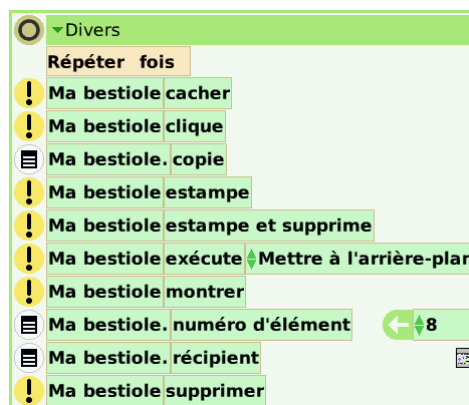 Divers
Répéter fois
Ma bestiole cacher
Ma bestiole clique
Ma bestiole. copie
Ma bestiole estampe
Ma bestiole estampe et supprime
Ma bestiole exécute Mettre à l'arrière-plan
Ma bestiole montrer
Ma bestiole. numéro d'élément 8
Ma bestiole. récipient
Ma bestiole supprimer